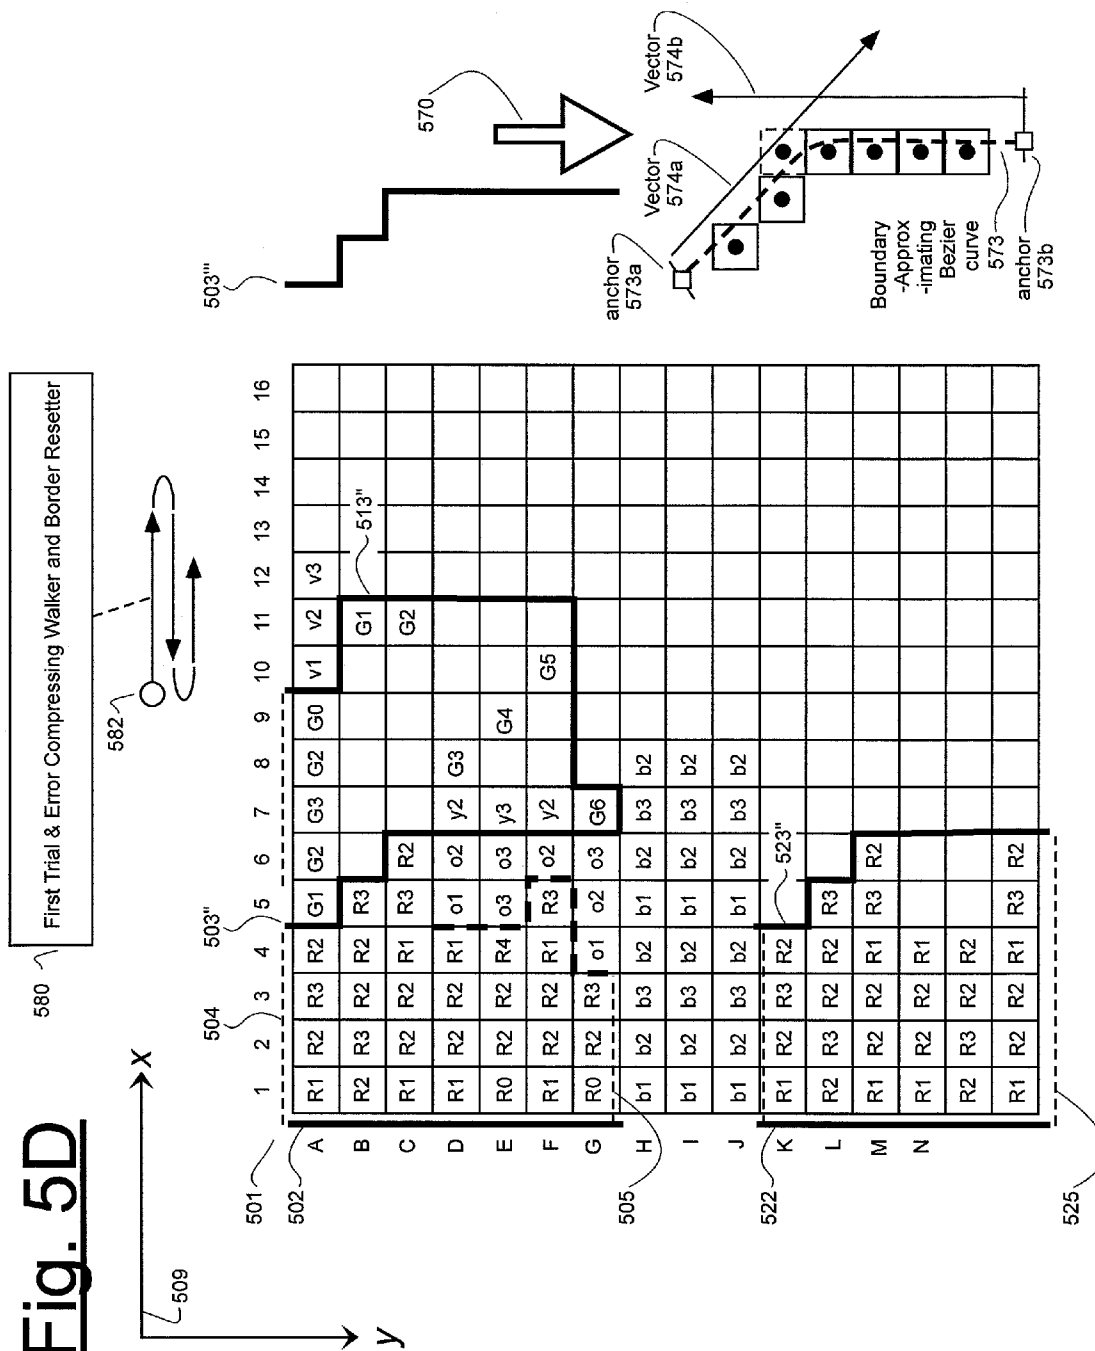 Fig. 5D
509
x
y
580
First Trial & Error Compressing Walker and Border Resetter
582
501
504
503"
502
1 2 3 4 5 6 7 8 9 10 11 12 13 14 15 16
A R1 R2 R3 R2 G1 G2 G3 G2 G0 v1 v2 v3
B R2 R3 R2 R2 R3 G1
C R1 R2 R2 R1 R3 R2 G2
D R1 R2 R2 R1 o1 o2 y2 G3
E R0 R2 R2 R4 o3 o3 y3 G4
F R1 R2 R2 R1 R3 o2 y2 G5
G R0 R2 R3 o1 o2 o3 G6
H b1 b2 b3 b2 b1 b2 b3 b2
I b1 b2 b3 b2 b1 b2 b3 b2
J b1 b2 b3 b2 b1 b2 b3 b2
K R1 R2 R3 R2
L R2 R3 R2 R2 R3
M R1 R2 R2 R1 R3 R2
N R1 R2 R2 R1
R2 R3 R2 R2
R1 R2 R2 R1 R3 R2
513"
523"
505
522
525
503'''
570
anchor
573a
Vector
574a
Vector
574b
Boundary
-Approx
-imating
Bezier
curve
573
anchor
573b